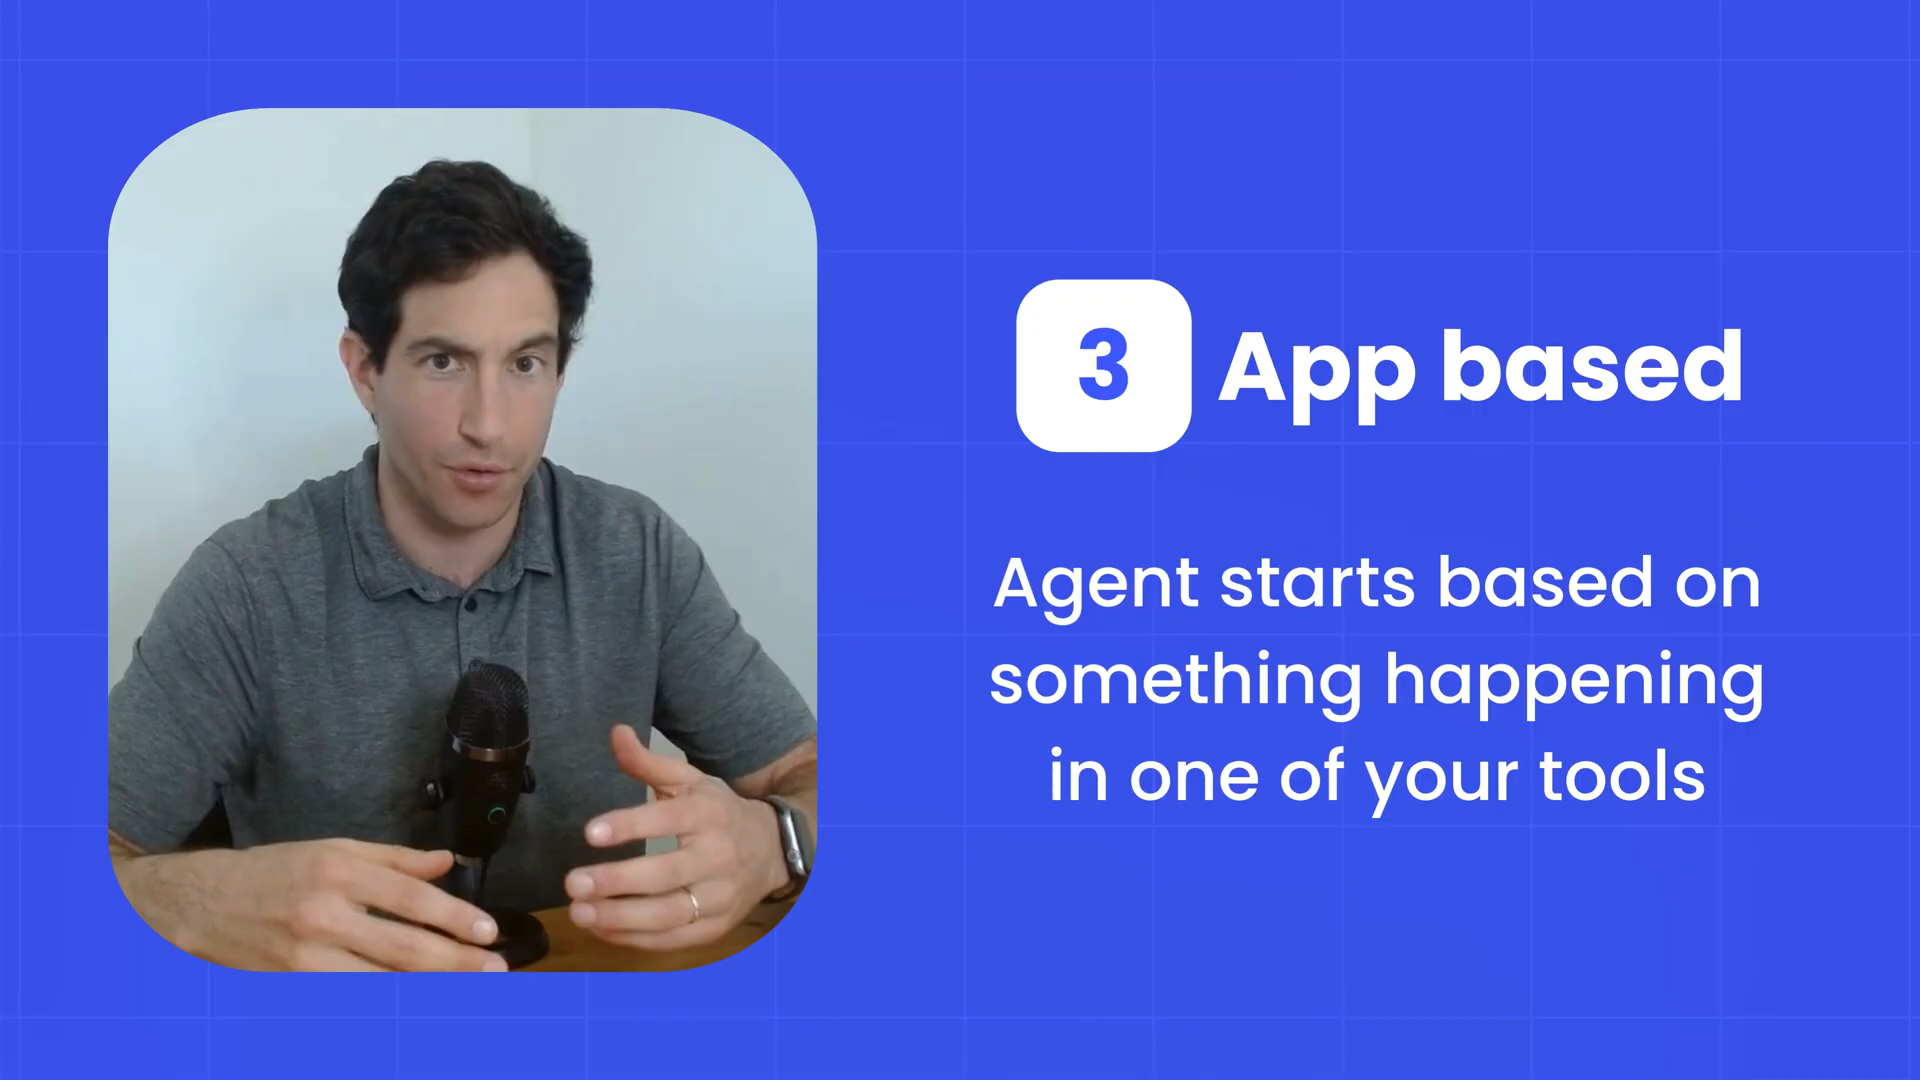 3 App based
Agent starts based on
something happening
in one of your tools